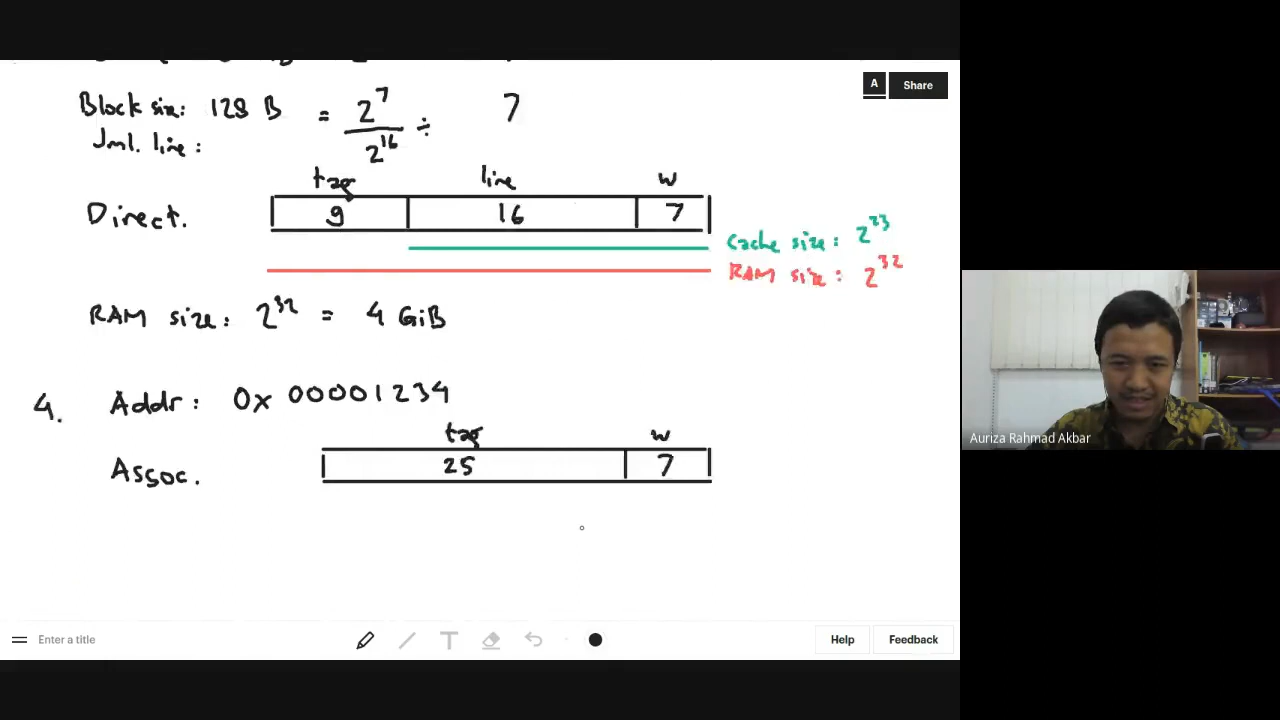 A Share
Block size: 128 B = 2^7 / 2^16 ÷ 7
Jml. line:
tag line w
Direct. 9 16 7
Cache size: 2^23
RAM size: 2^32
RAM size: 2^32 = 4 GiB
4. Addr: 0x 00001234
tag w
Assoc. 25 7
Auriza Rahmad Akbar
Enter a title
T
Help Feedback